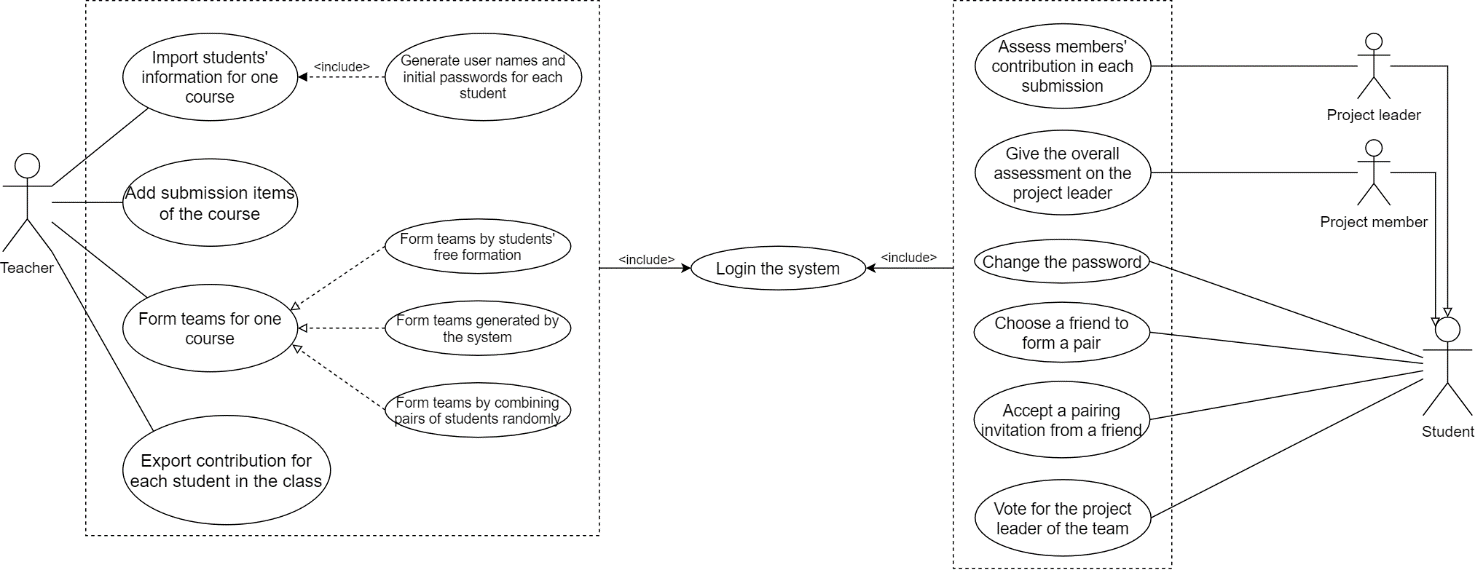 Import students'
information for one
course
<include>
Generate user names and
initial passwords for each
student
Teacher
Add submission items
of the course
Form teams by students'
free formation
Form teams for one
course
Form teams generated by
the system
Form teams by combining
pairs of students randomly
Export contribution for
each student in the class
<include>
Login the system
<include>
Assess members'
contribution in each
submission
Project leader
Give the overall
assessment on the
project leader
Project member
Change the password
Choose a friend to
form a pair
Accept a pairing
invitation from a friend
Student
Vote for the project
leader of the team